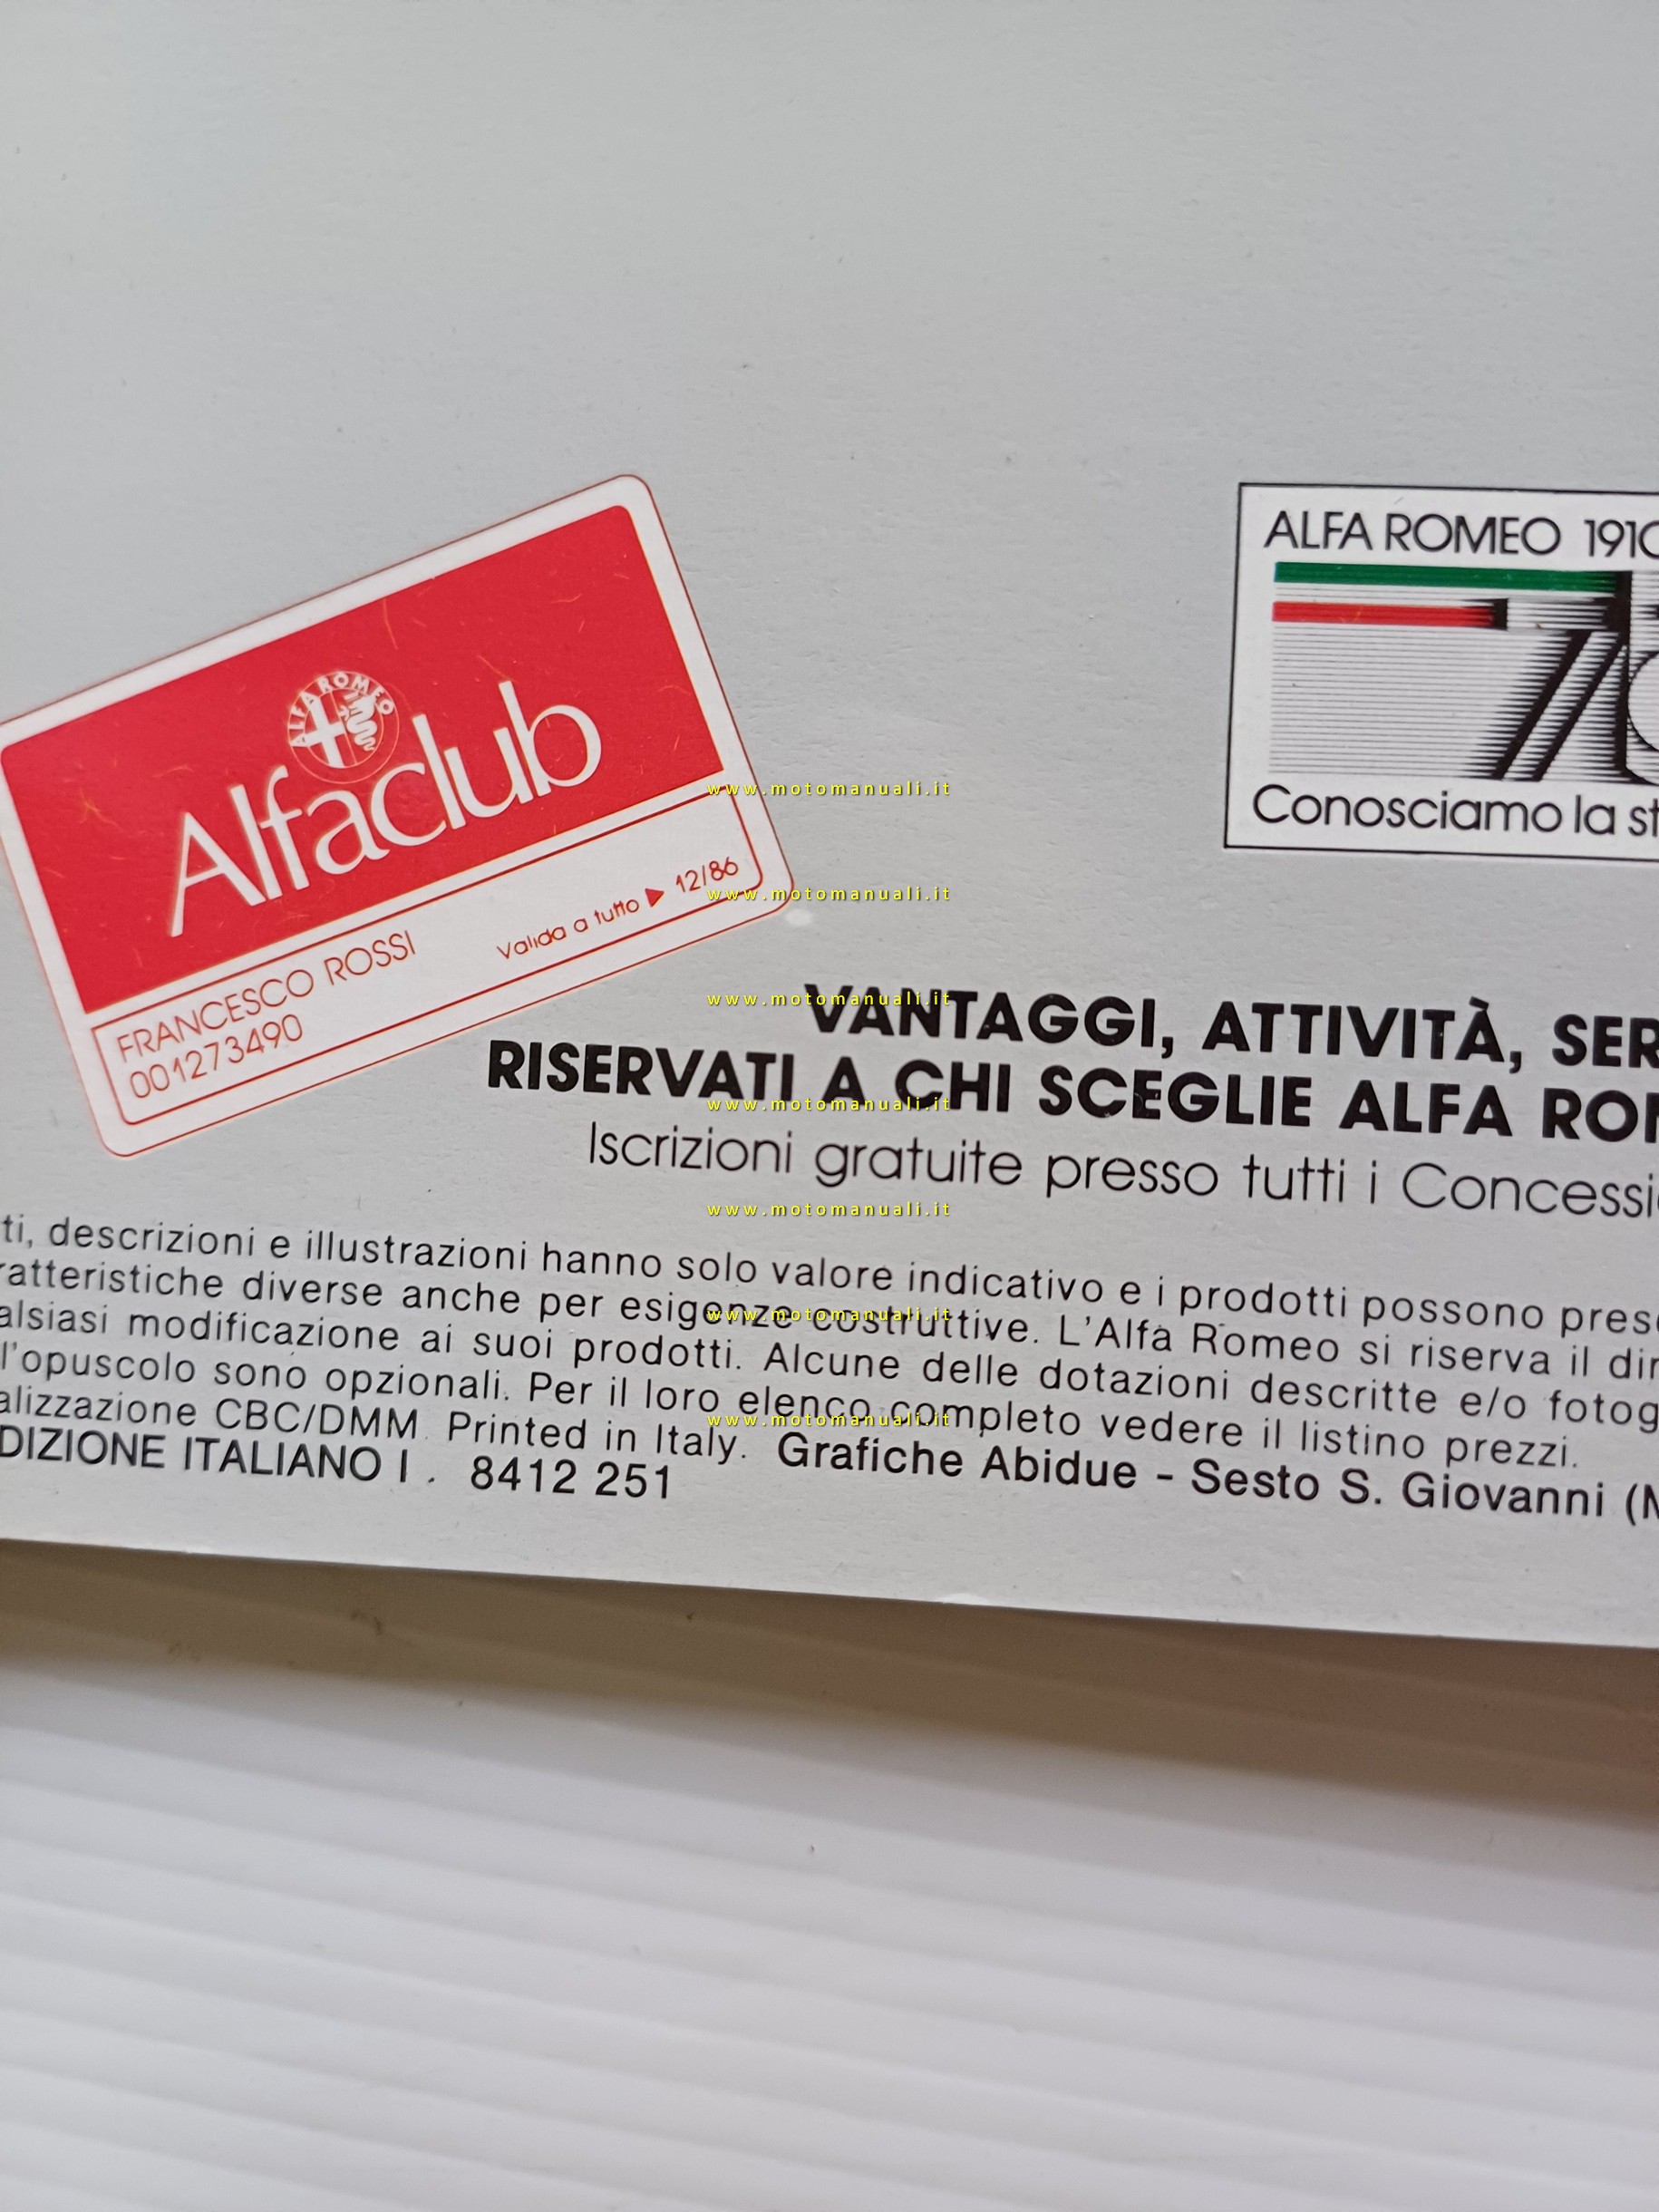 ALFA ROMEO 1910
Conosciamo la
ALFA ROMEO
Alfaclub
FRANCESCO ROSSI
001273490
Valida a tutto ▶ 12/86
VANTAGGI, ATTIVITÀ,
RISERVATI A CHI SCEGLIE ALFA
Iscrizioni gratuite presso tutti i
descrizioni e illustrazioni hanno solo valore indicativo e i prodotti possono
diverse anche per esigenze costruttive. L'Alfa Romeo si riserva il
modificazione ai suoi prodotti. Alcune delle dotazioni descritte e/o
l'opuscolo sono opzionali. Per il loro elenco completo vedere il listino prezzi.
CBC/DMM. Printed in Italy. Grafiche Abidue - Sesto S. Giovanni
DIZIONE ITALIANO I. 8412 251
www.motomanuali.it
www.motomanuali.it
www.motomanuali.it
www.motomanuali.it
www.motomanuali.it
www.motomanuali.it
www.motomanuali.it